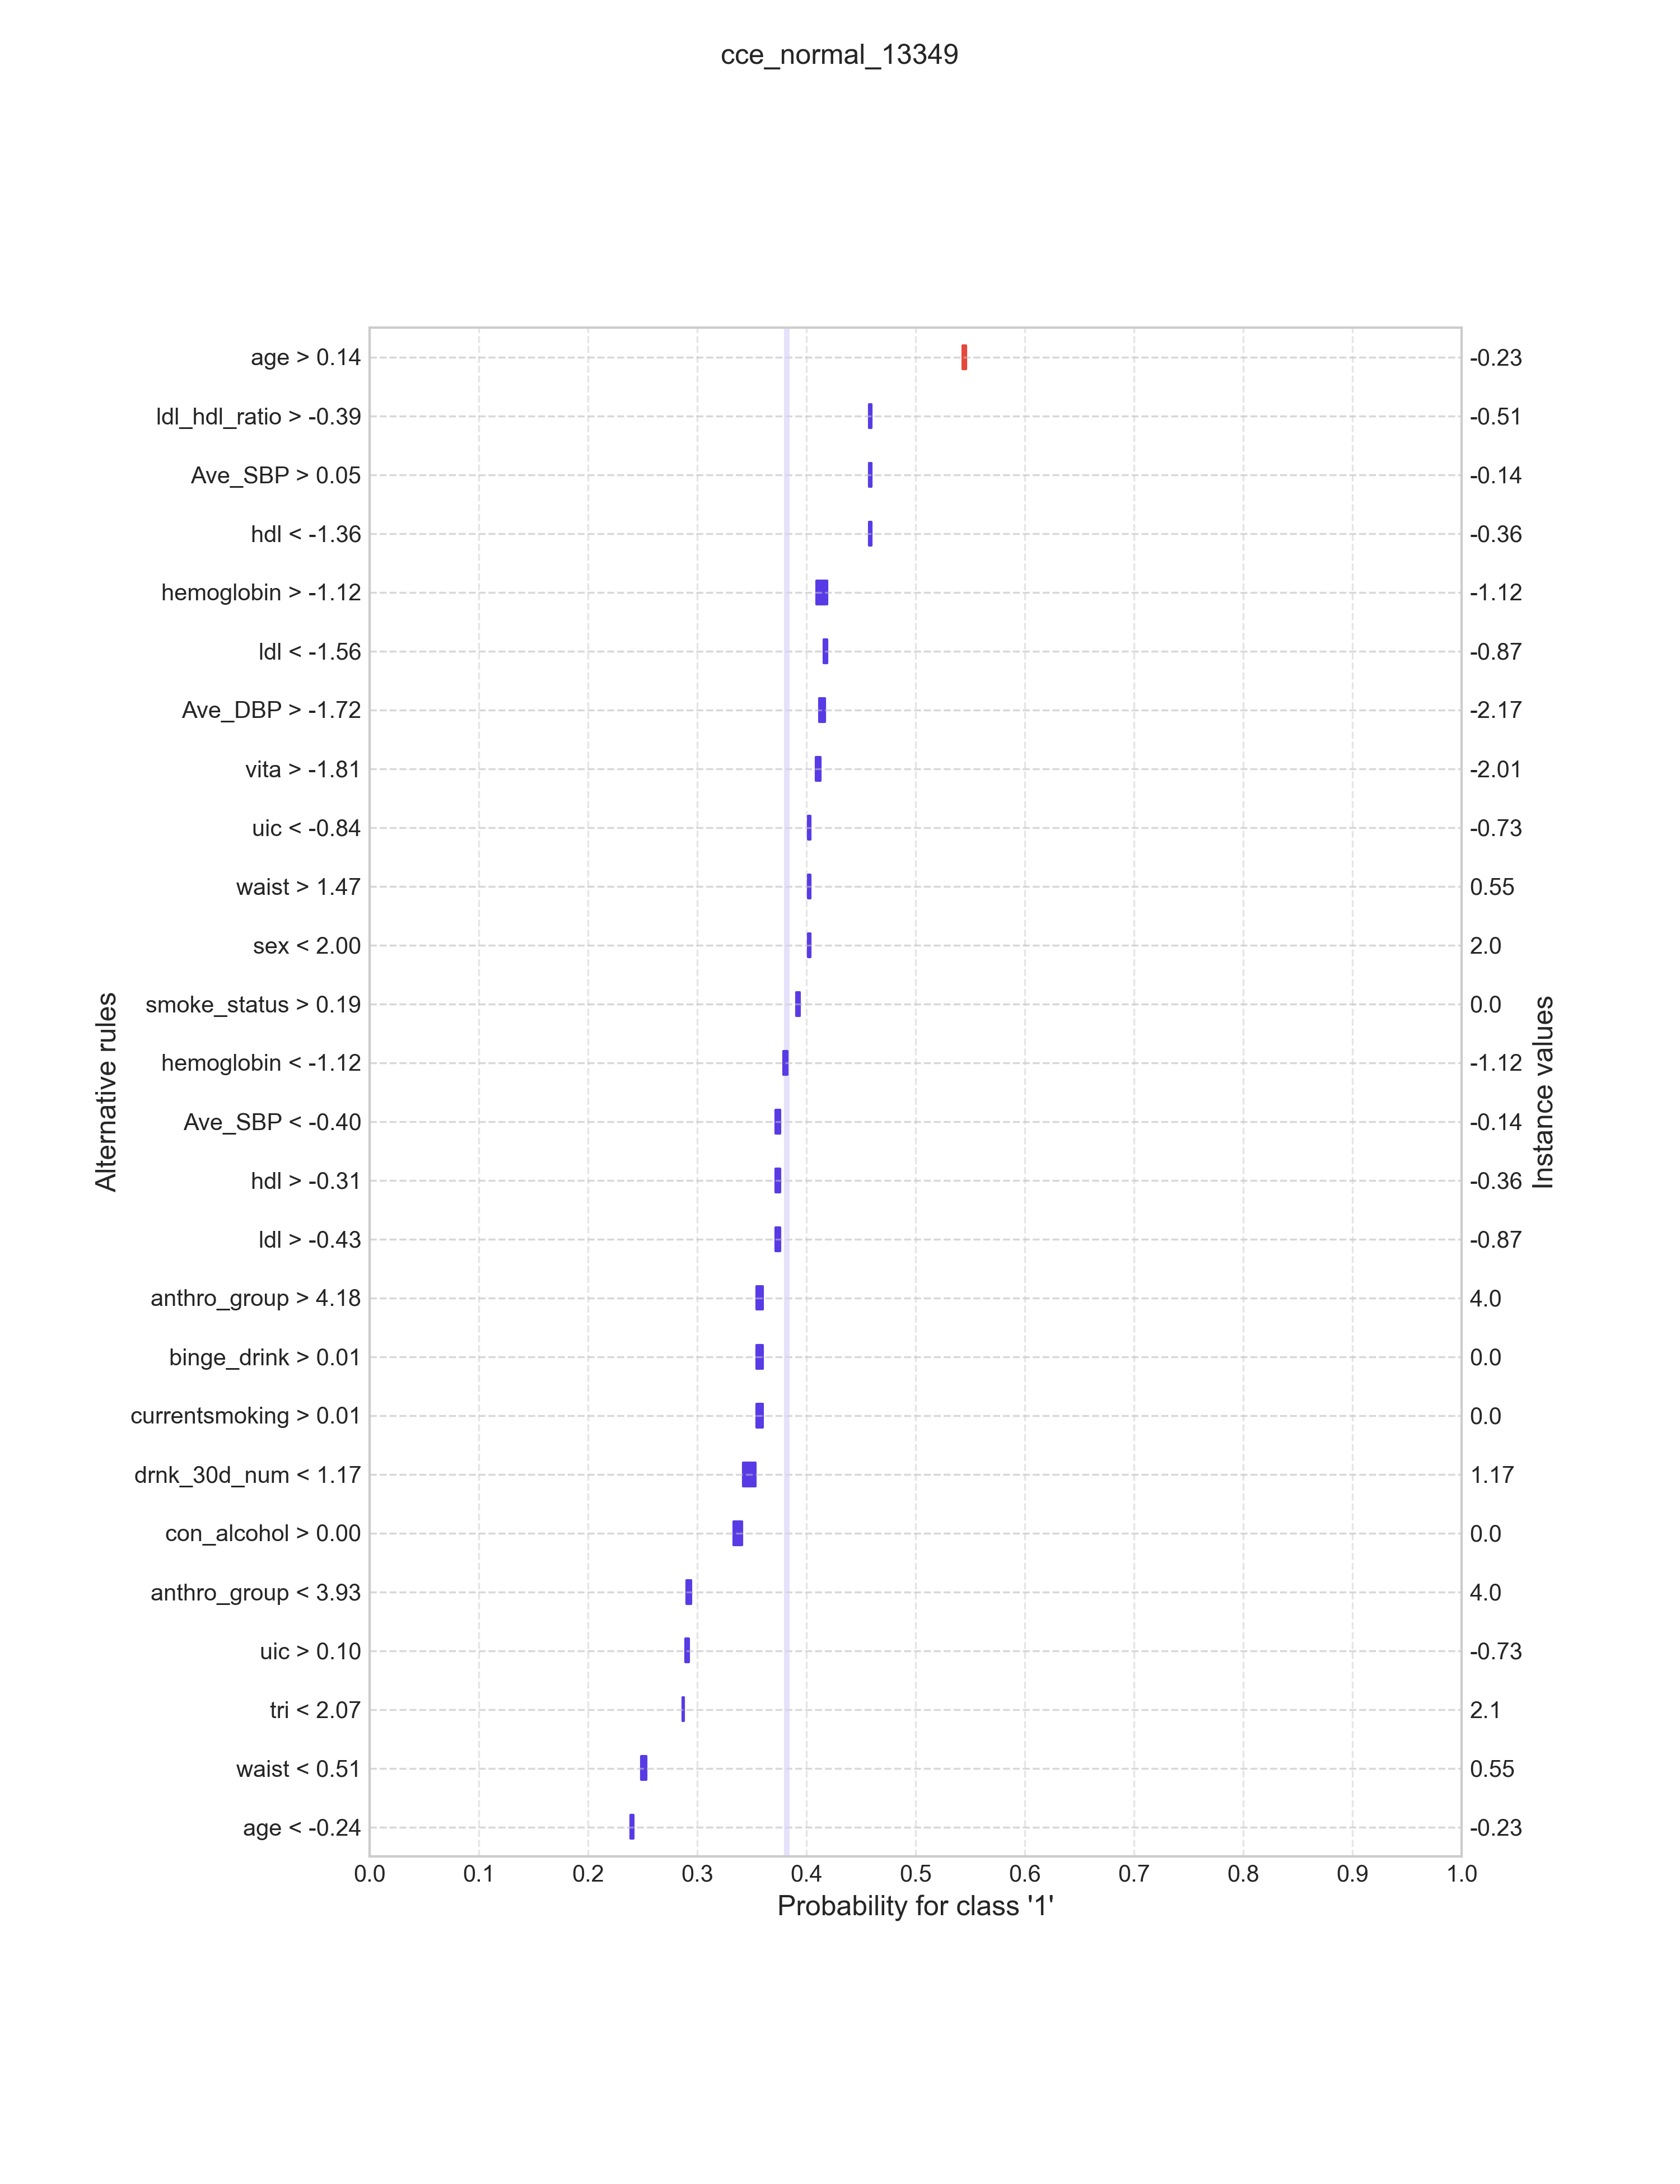 cce_normal_13349
age > 0.14 -0.23
ldl_hdl_ratio > -0.39 -0.51
Ave_SBP > 0.05 -0.14
hdl < -1.36 -0.36
hemoglobin > -1.12 -1.12
ldl < -1.56 -0.87
Ave_DBP > -1.72 -2.17
vita > -1.81 -2.01
uic < -0.84 -0.73
waist > 1.47 0.55
sex < 2.00 2.0
smoke_status > 0.19 0.0
hemoglobin < -1.12 -1.12
Ave_SBP < -0.40 -0.14
hdl > -0.31 -0.36
ldl > -0.43 -0.87
anthro_group > 4.18 4.0
binge_drink > 0.01 0.0
currentsmoking > 0.01 0.0
drnk_30d_num < 1.17 1.17
con_alcohol > 0.00 0.0
anthro_group < 3.93 4.0
uic > 0.10 -0.73
tri < 2.07 2.1
waist < 0.51 0.55
age < -0.24 -0.23
Alternative rules
Instance values
0.0 0.1 0.2 0.3 0.4 0.5 0.6 0.7 0.8 0.9 1.0
Probability for class '1'